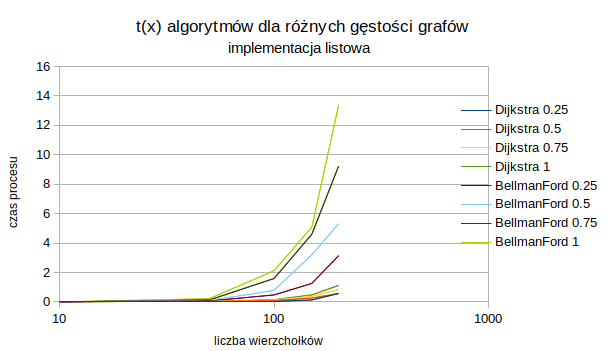 t(x) algorytmów dla różnych gęstości grafów
implementacja listowa
16
14
12
10
8
6
4
2
0
10
100
1000
czas procesu
liczba wierzchołków
Dijkstra 0.25
Dijkstra 0.5
Dijkstra 0.75
Dijkstra 1
BellmanFord 0.25
BellmanFord 0.5
BellmanFord 0.75
BellmanFord 1